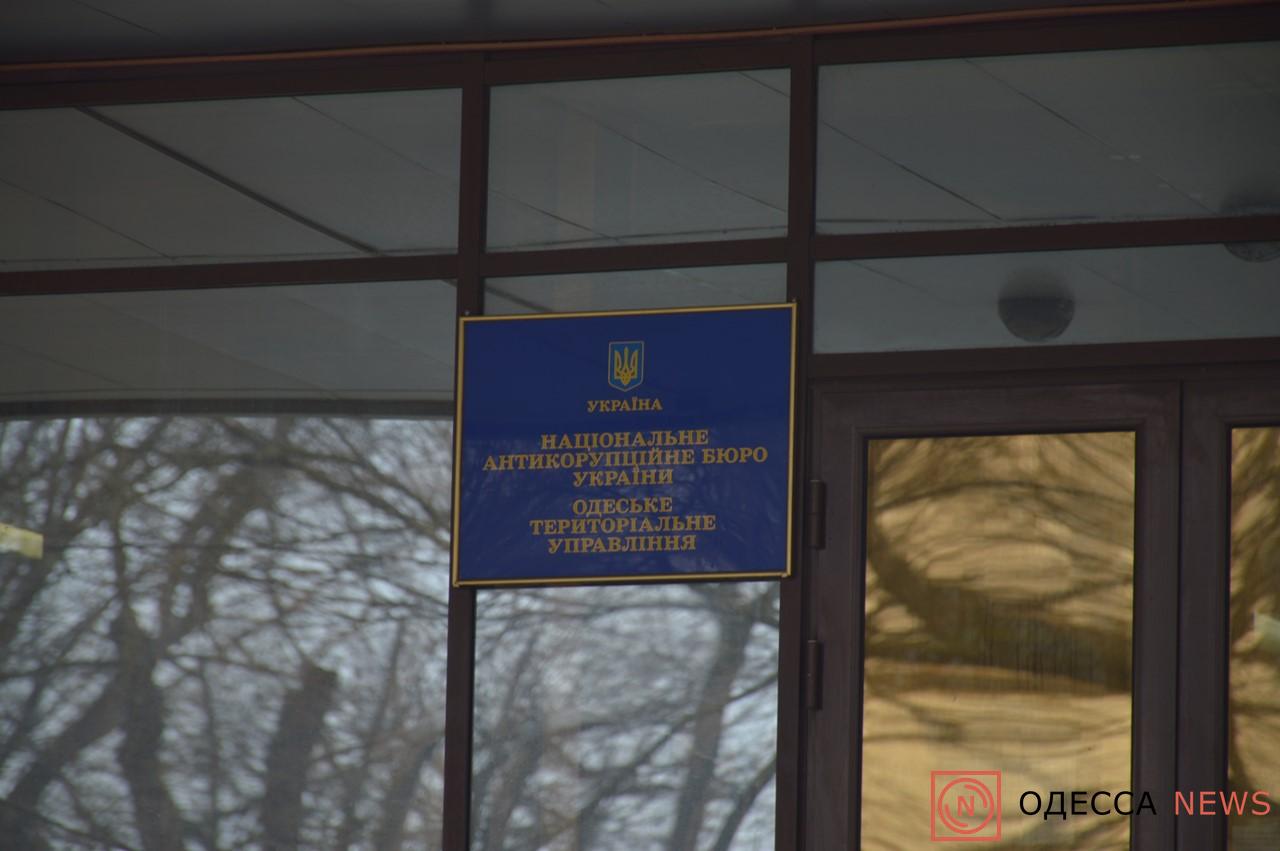 УКРАЇНА
НАЦІОНАЛЬНЕ
АНТИКОРУПЦІЙНЕ БЮРО
УКРАЇНИ
ОДЕСЬКЕ
ТЕРИТОРІАЛЬНЕ
УПРАВЛІННЯ
N ОДЕССА NEWS